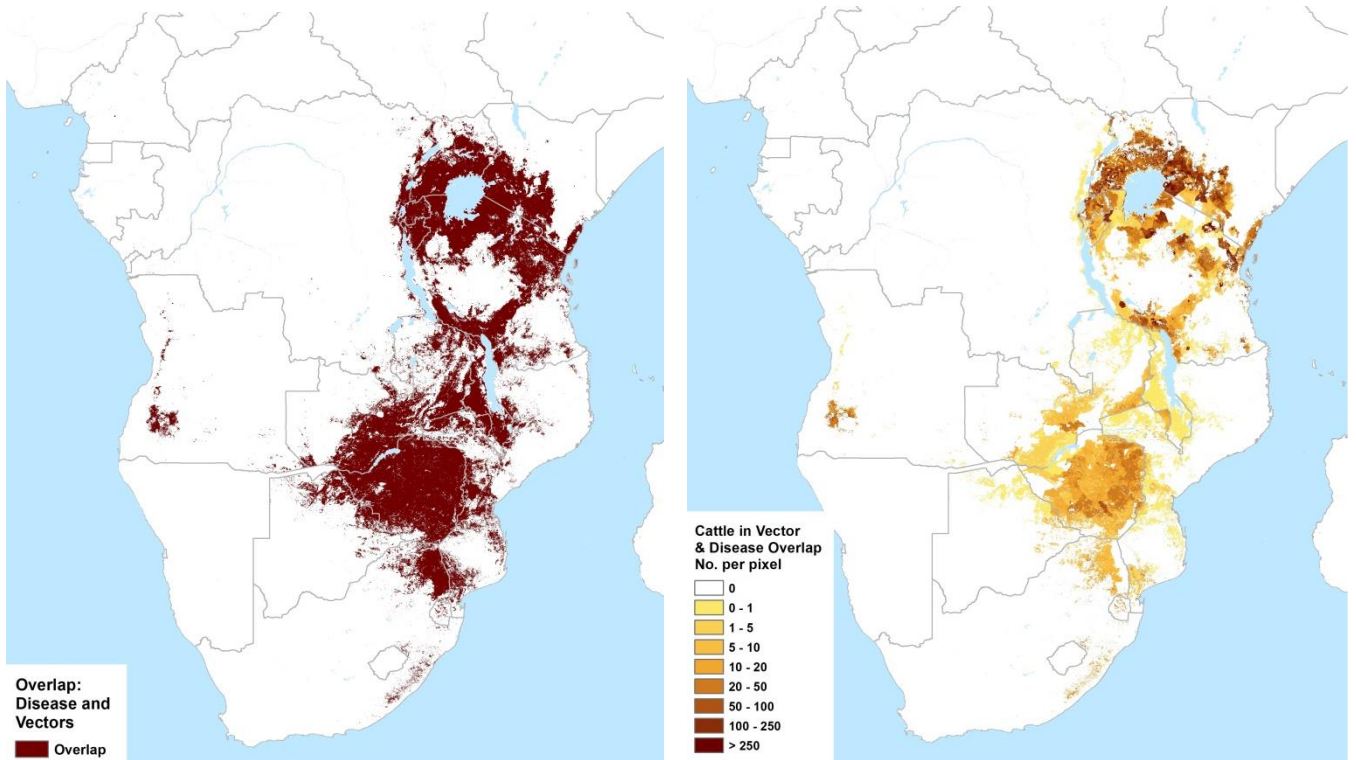 Overlap:
Disease and
Vectors
Overlap
Cattle in Vector
& Disease Overlap
No. per pixel
0
0 - 1
1 - 5
5 - 10
10 - 20
20 - 50
50 - 100
100 - 250
> 250